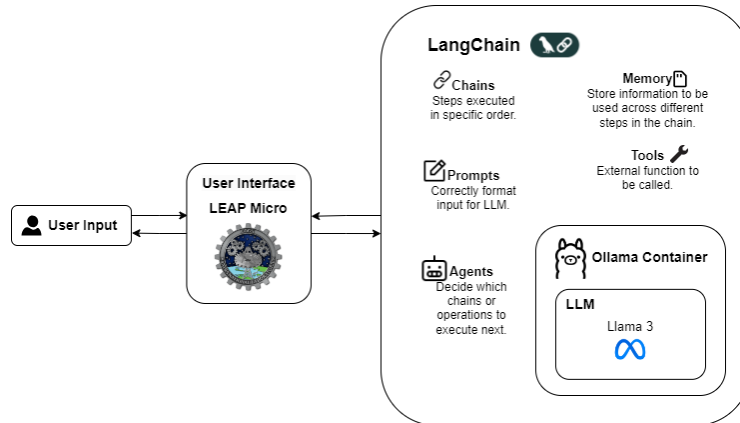 LangChain
Chains
Steps executed
in specific order.
Memory
Store information to be
used across different
steps in the chain.
Prompts
Correctly format
input for LLM.
Tools
External function to
be called.
User Interface
LEAP Micro
User Input
Agents
Decide which
chains or
operations to
execute next.
Ollama Container
LLM
Llama 3